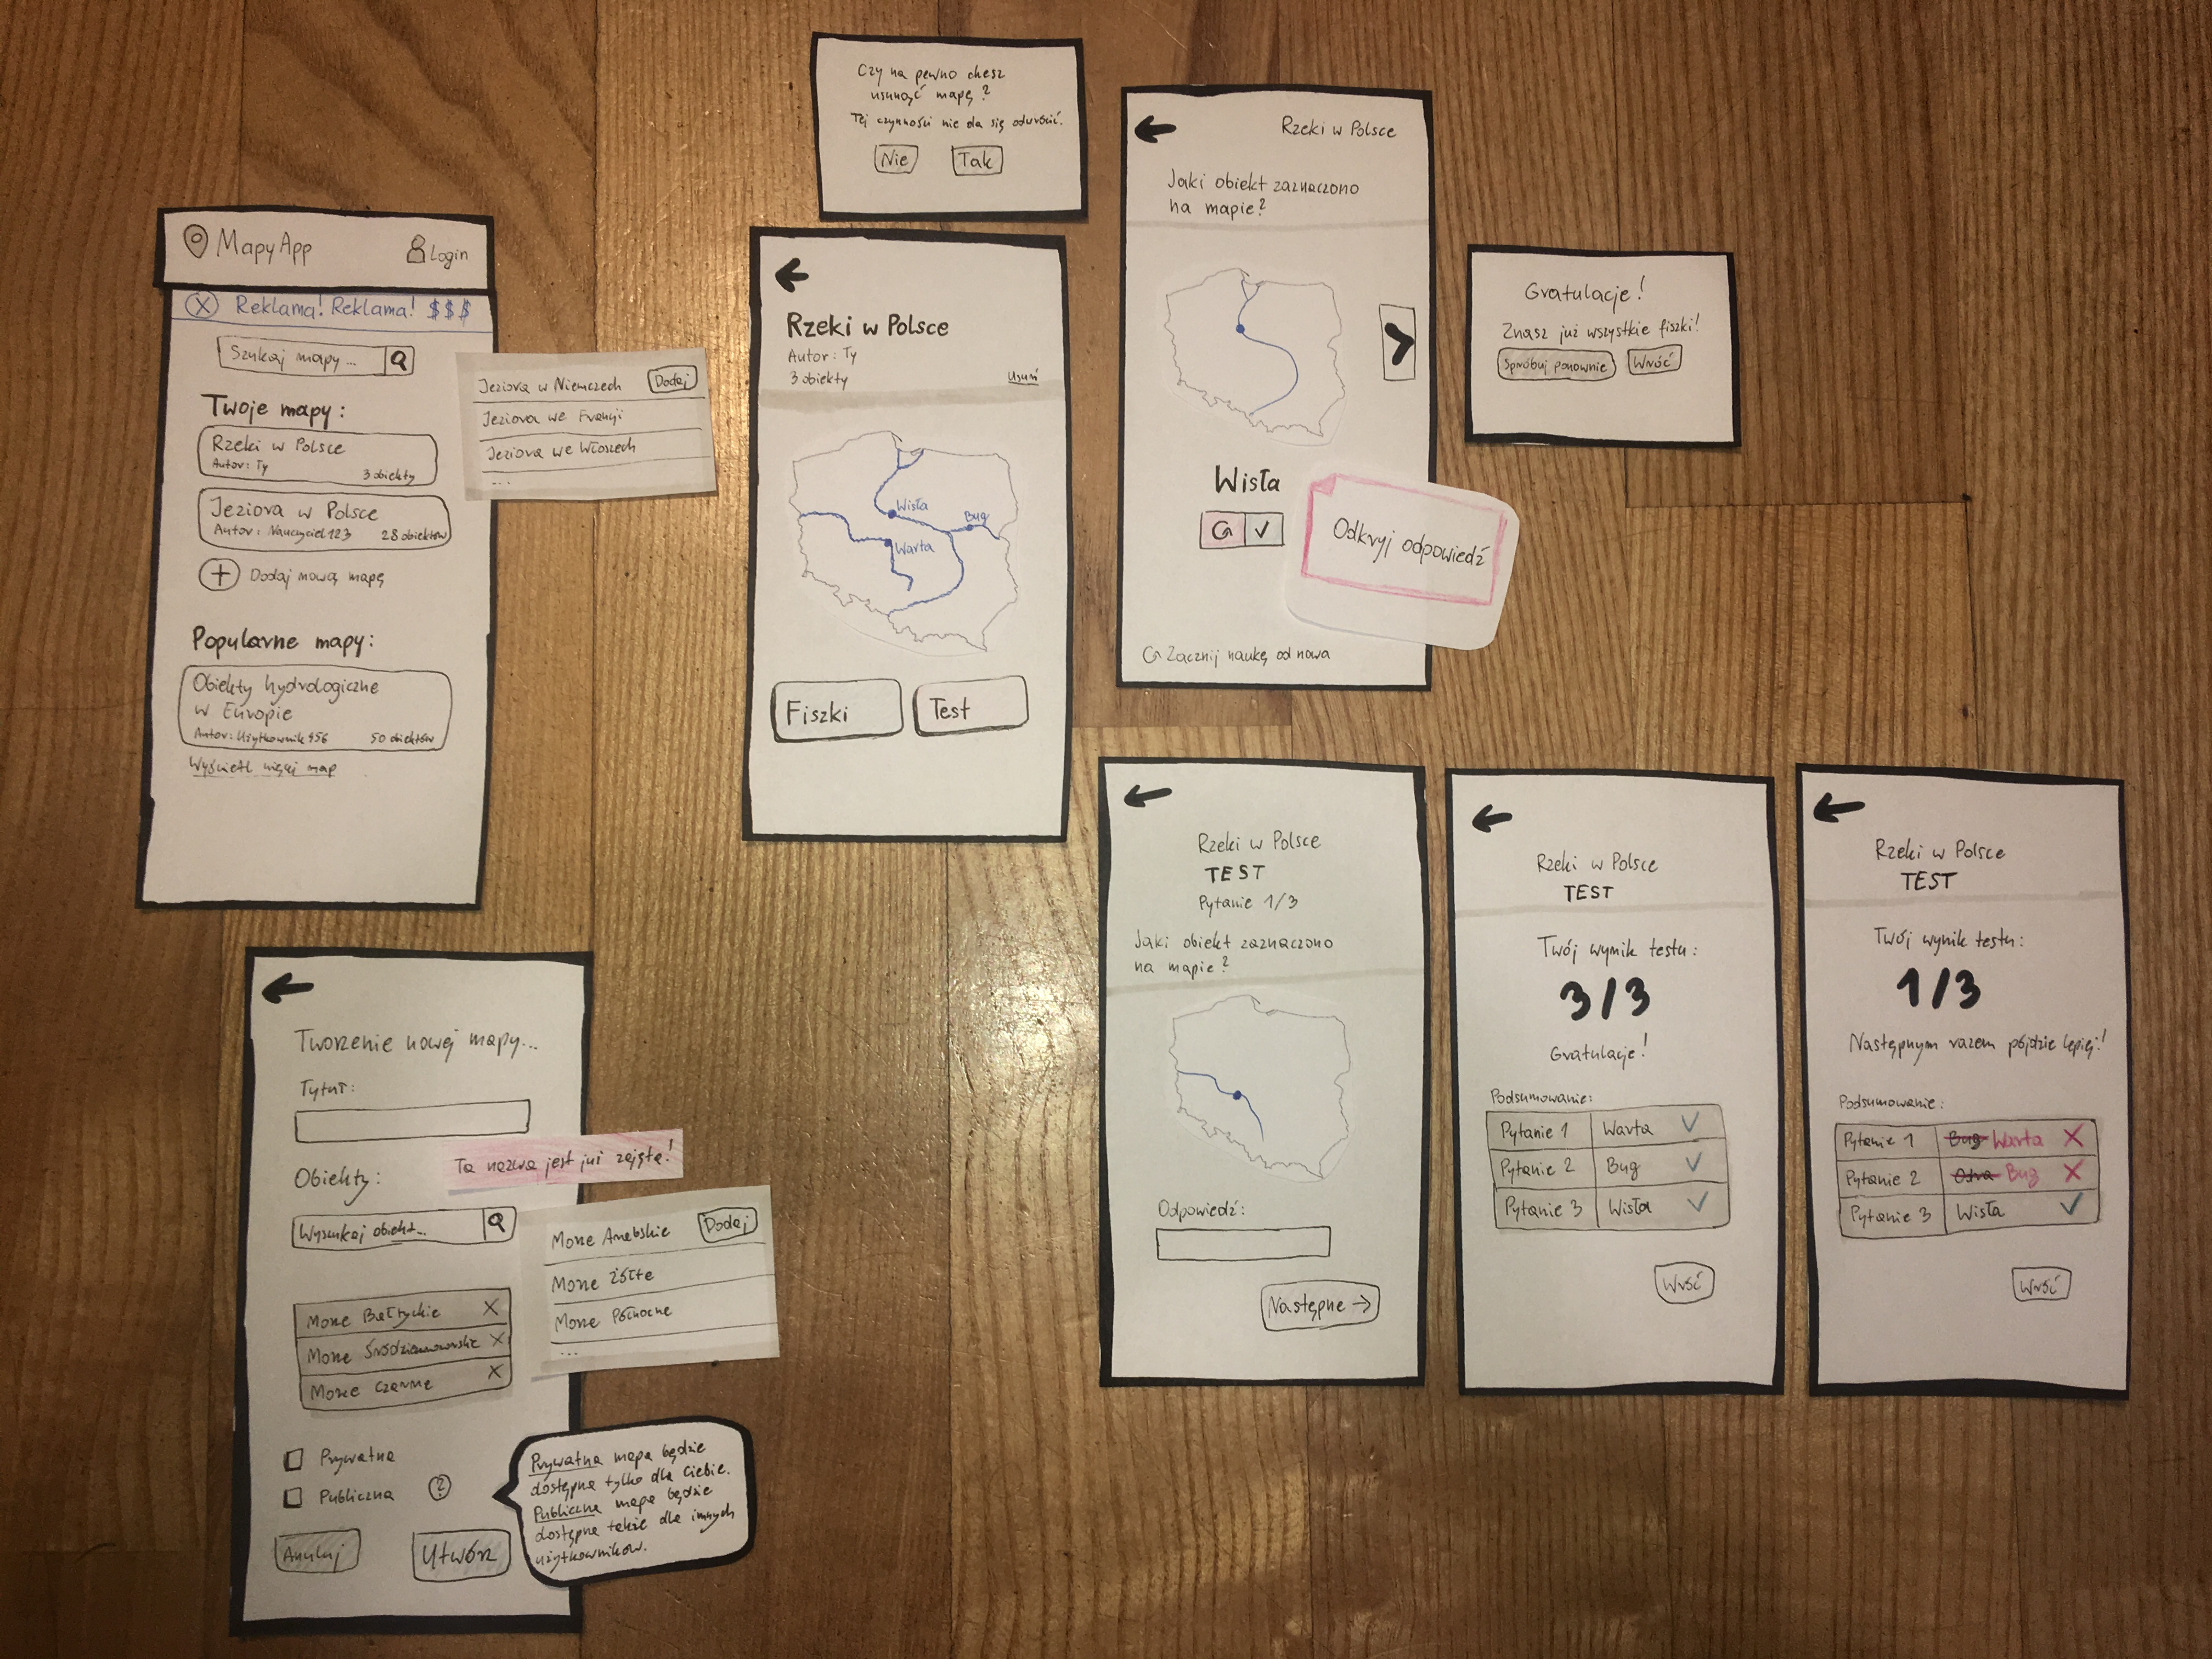 MapyApp
Login
X Reklama! Reklama! $$$
Szukaj mapy...
Twoje mapy:
Rzeki w Polsce
Autor: Ty
3 obiekty
Jeziora w Polsce
Autor: Nauczyciel123
28 obiektów
+ Dodaj nową mapę
Popularne mapy:
Obiekty hydrologiczne
w Europie
Autor: Użytkownik456
50 obiektów
Wyświetl więcej map
Jeziora w Niemczech
Dodaj
Jeziora we Francji
Jeziora we Włoszech
...
Tworzenie nowej mapy...
Tytuł:
Ta nazwa jest już zajęta!
Obiekty:
Wyszukaj obiekt...
Morze Bałtyckie X
Morze Śródziemnomorskie X
Morze Czarne X
Morze Arabskie
Dodaj
Morze Żółte
Morze Północne
...
Prywatna
Publiczna
?
Anuluj
Utwórz
Prywatna mapa będzie
dostępna tylko dla Ciebie.
Publiczna mapa będzie
dostępna także dla innych
użytkowników.
Czy na pewno chcesz
usunąć mapę?
Tej czynności nie da się odwrócić.
Nie
Tak
Rzeki w Polsce
Autor: Ty
3 obiekty
Usuń
Wisła
Warta
Bug
Fiszki
Test
Rzeki w Polsce
Jaki obiekt zaznaczono
na mapie?
Wisła
Odkryj odpowiedź
Zacznij naukę od nowa
Gratulacje!
Znasz już wszystkie fiszki!
Spróbuj ponownie
Wróć
Rzeki w Polsce
TEST
Pytanie 1/3
Jaki obiekt zaznaczono
na mapie?
Odpowiedź:
Następne →
Rzeki w Polsce
TEST
Twój wynik testu:
3/3
Gratulacje!
Podsumowanie:
Pytanie 1 Warta V
Pytanie 2 Bug V
Pytanie 3 Wisła V
Wróć
Rzeki w Polsce
TEST
Twój wynik testu:
1/3
Następnym razem pójdzie lepiej!
Podsumowanie:
Pytanie 1 Bug Warta X
Pytanie 2 Odra Bug X
Pytanie 3 Wisła V
Wróć